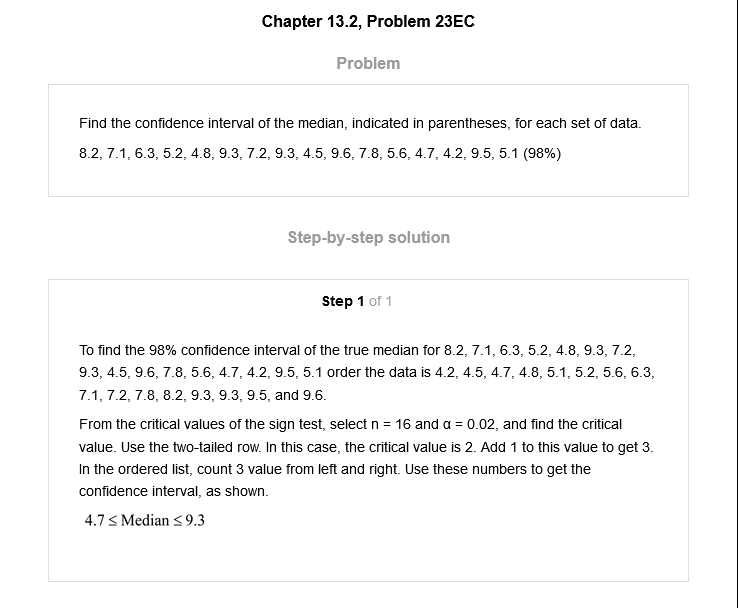 Chapter 13.2, Problem 23EC
Problem
Find the confidence interval of the median, indicated in parentheses, for each set of data.
8.2, 7.1, 6.3, 5.2, 4.8, 9.3, 7.2, 9.3, 4.5, 9.6, 7.8, 5.6, 4.7, 4.2, 9.5, 5.1 (98%)
Step-by-step solution
Step 1 of 1
To find the 98% confidence interval of the true median for 8.2, 7.1, 6.3, 5.2, 4.8, 9.3, 7.2,
9.3, 4.5, 9.6, 7.8, 5.6, 4.7, 4.2, 9.5, 5.1 order the data is 4.2, 4.5, 4.7, 4.8, 5.1, 5.2, 5.6, 6.3,
7.1, 7.2, 7.8, 8.2, 9.3, 9.3, 9.5, and 9.6.
From the critical values of the sign test, select n = 16 and α = 0.02, and find the critical
value. Use the two-tailed row. In this case, the critical value is 2. Add 1 to this value to get 3.
In the ordered list, count 3 value from left and right. Use these numbers to get the
confidence interval, as shown.
4.7 ≤ Median ≤ 9.3